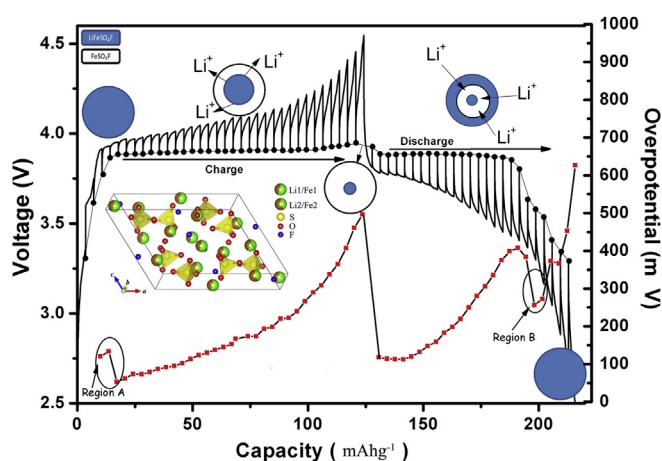 LiFeSO₄F
FeSO₄F
Li⁺
Li⁺
Li⁺
Li⁺
Li⁺
Li⁺
Charge
Discharge
Li1/Fe1
Li2/Fe2
S
O
F
c
b
a
Region A
Region B
4.5
4.0
3.5
3.0
2.5
Voltage (V)
1000
900
800
700
600
500
400
300
200
100
0
Overpotential (m V)
0
50
100
150
200
Capacity ( mAhg⁻¹ )